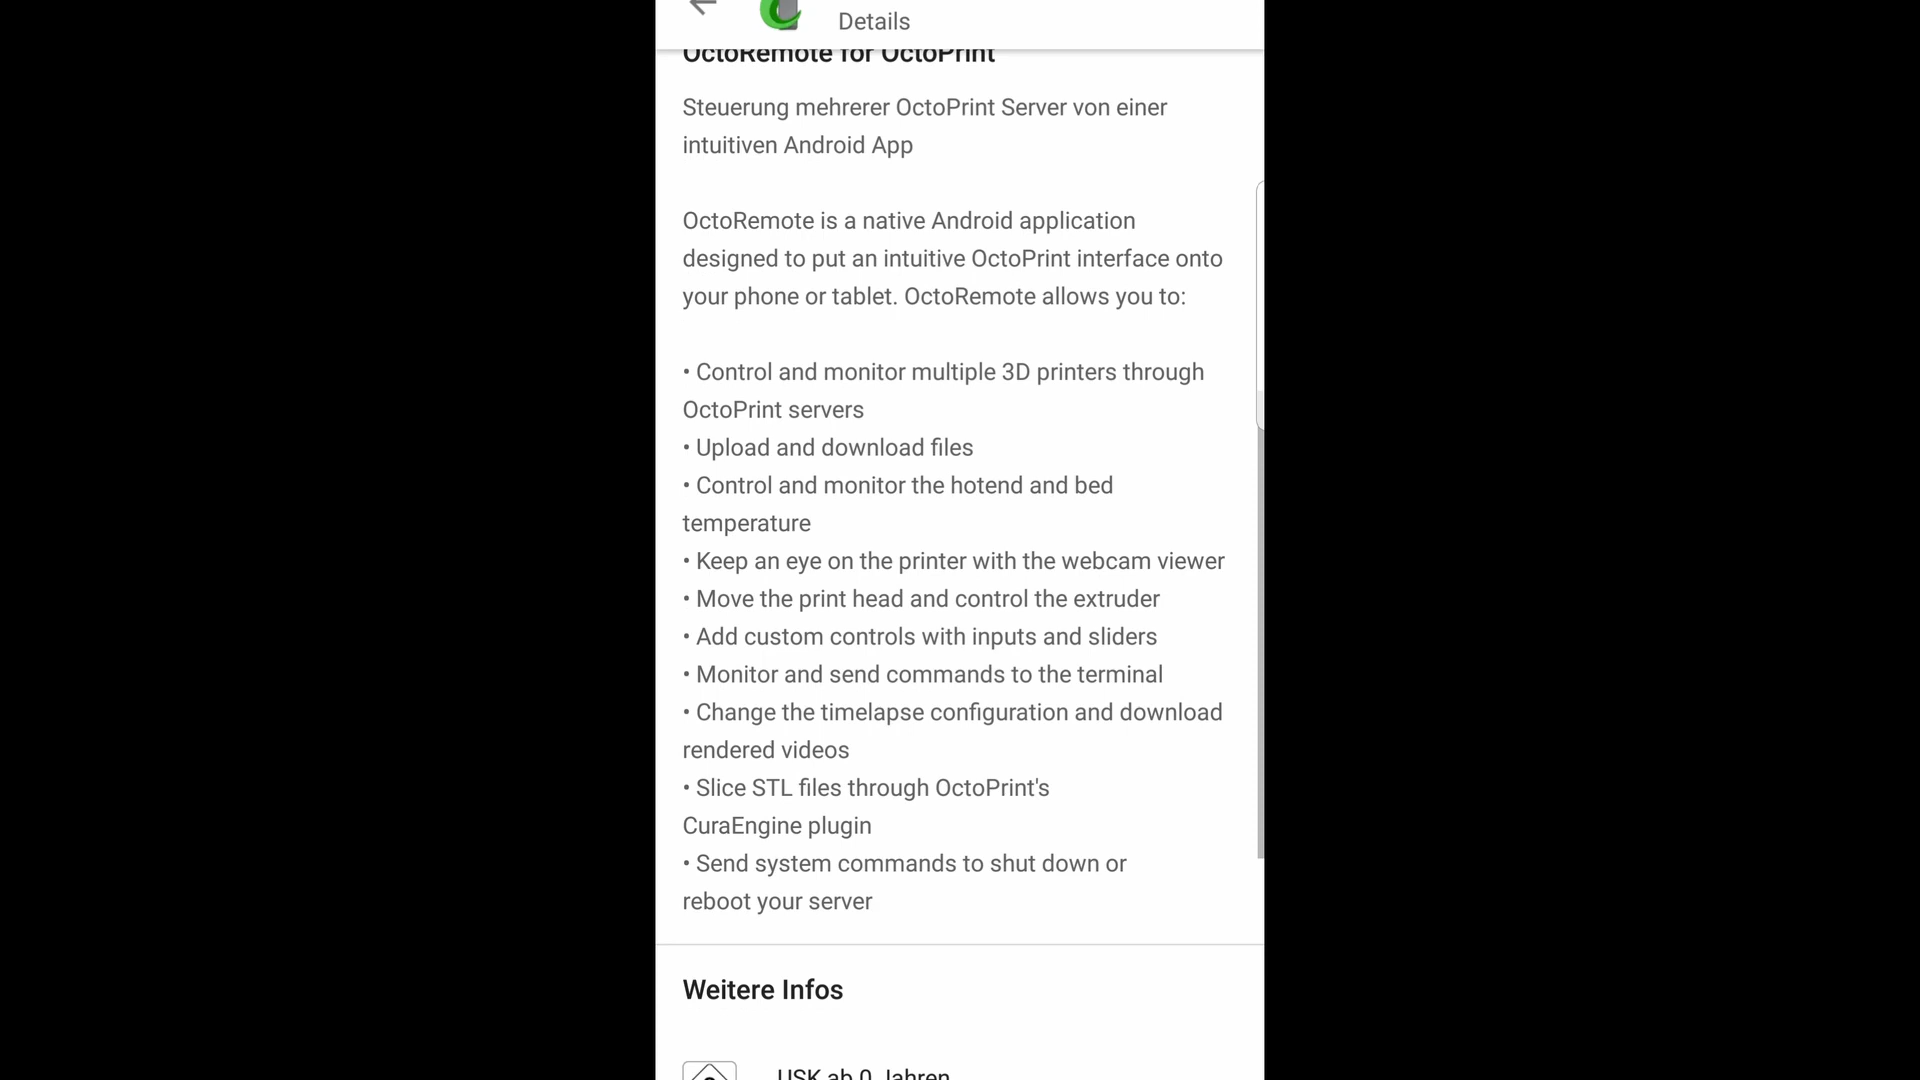 Details
OctoRemote for OctoPrint
Steuerung mehrerer OctoPrint Server von einer
intuitiven Android App
OctoRemote is a native Android application
designed to put an intuitive OctoPrint interface onto
your phone or tablet. OctoRemote allows you to:
• Control and monitor multiple 3D printers through
OctoPrint servers
• Upload and download files
• Control and monitor the hotend and bed
temperature
• Keep an eye on the printer with the webcam viewer
• Move the print head and control the extruder
• Add custom controls with inputs and sliders
• Monitor and send commands to the terminal
• Change the timelapse configuration and download
rendered videos
• Slice STL files through OctoPrint's
CuraEngine plugin
• Send system commands to shut down or
reboot your server
Weitere Infos
USK ab 0 Jahren